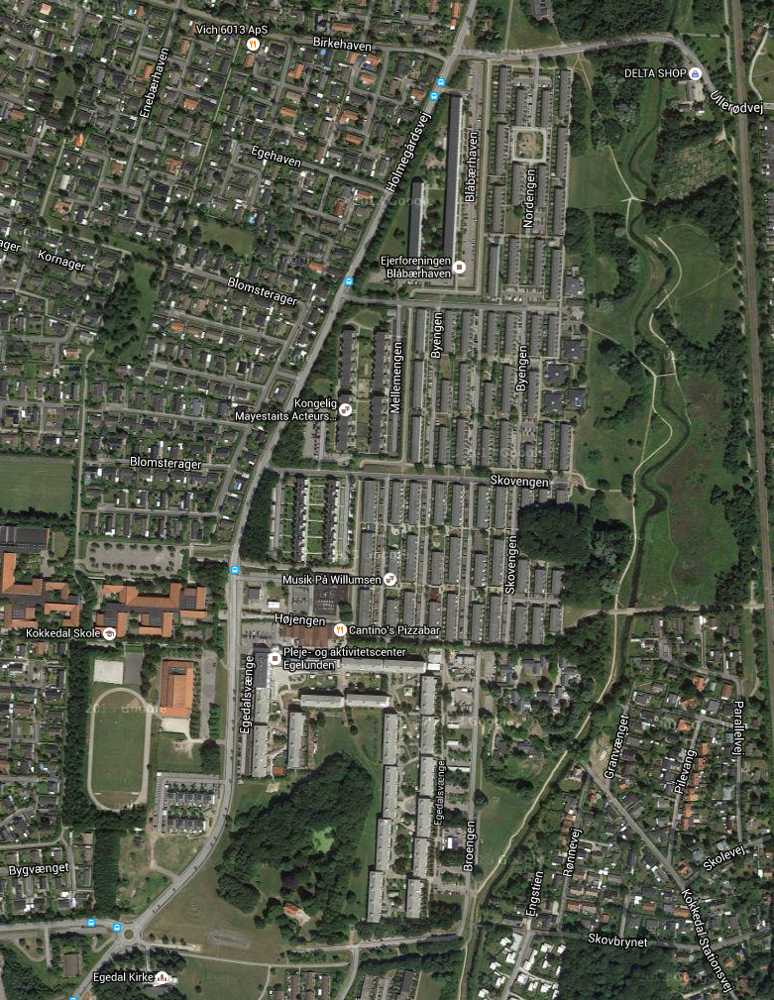 Vich 6013 ApS
Birkehaven
Enebærhaven
DELTA SHOP
Ullerødvej
Holmegårdsvej
Egehaven
Blåbærhaven
Nordengen
Ejerforeningen
Blåbærhaven
ager
Kornager
Blomsterager
Mellemengen
Byengen
Byengen
Kongelig
Mayestaits Acteurs...
Blomsterager
Skovengen
Skovengen
Musik På Willumsen
Højengen
Cantino's Pizzabar
Kokkedal Skole
Pleje- og aktivitetscenter
Egelunden
Egedalsvænge
Egedalsvænge
Granvænget
Parallelvej
Pilevang
Broengen
Rønnevej
Skolevej
Bygvænget
Engstien
Kokkedal Stationsvej
Skovbrynet
Egedal Kirke